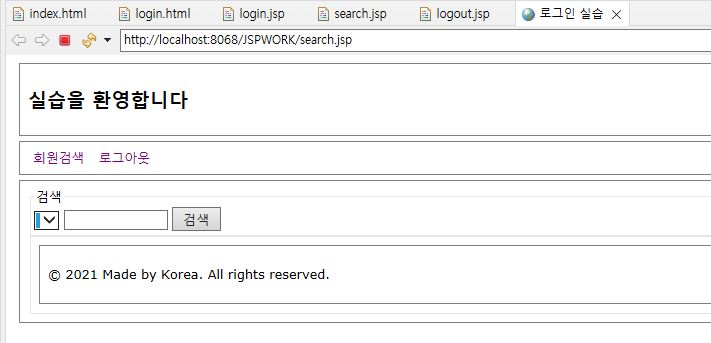 index.html login.html login.jsp search.jsp logout.jsp 로그인 실습
http://localhost:8068/JSPWORK/search.jsp
실습을 환영합니다
회원검색 로그아웃
검색
검색
© 2021 Made by Korea. All rights reserved.